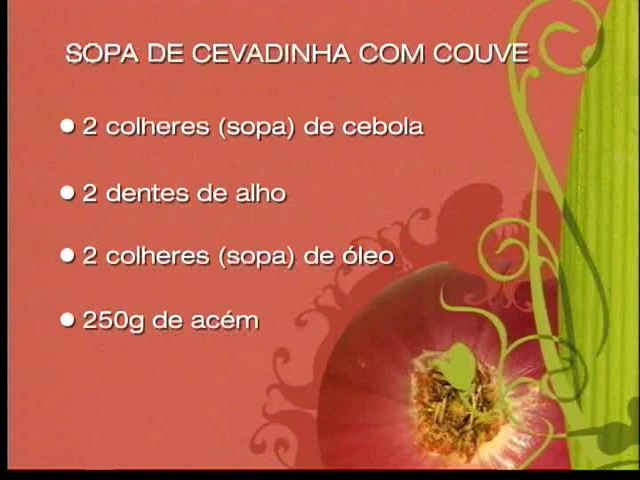 SOPA DE CEVADINHA COM COUVE
• 2 colheres (sopa) de cebola
• 2 dentes de alho
• 2 colheres (sopa) de óleo
• 250g de acém